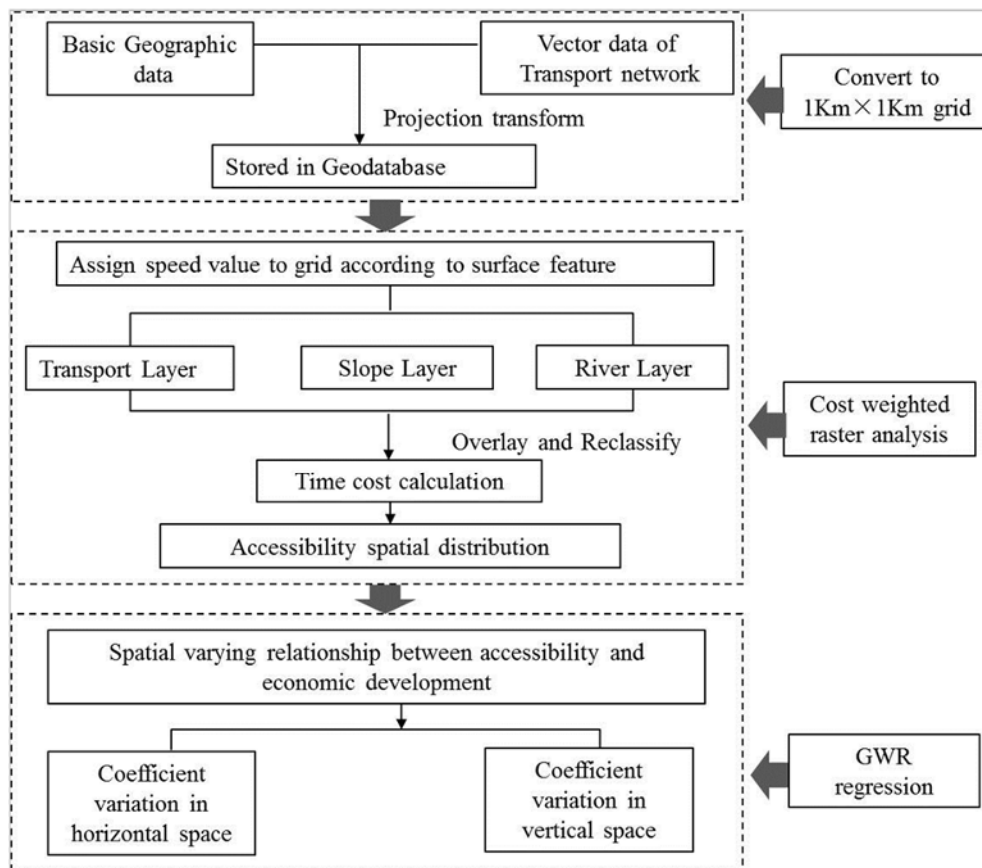 Basic Geographic
data
Vector data of
Transport network
Convert to
1Km×1Km grid
Projection transform
Stored in Geodatabase
Assign speed value to grid according to surface feature
Transport Layer
Slope Layer
River Layer
Cost weighted
raster analysis
Overlay and Reclassify
Time cost calculation
Accessibility spatial distribution
Spatial varying relationship between accessibility and
economic development
Coefficient
variation in
horizontal space
Coefficient
variation in
vertical space
GWR
regression